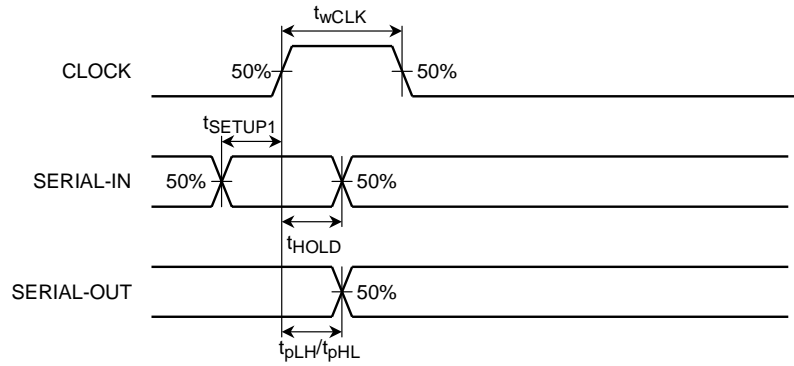 twCLK
CLOCK 50% 50%
tSETUP1
SERIAL-IN 50% 50%
tHOLD
SERIAL-OUT 50%
tpLH/tpHL